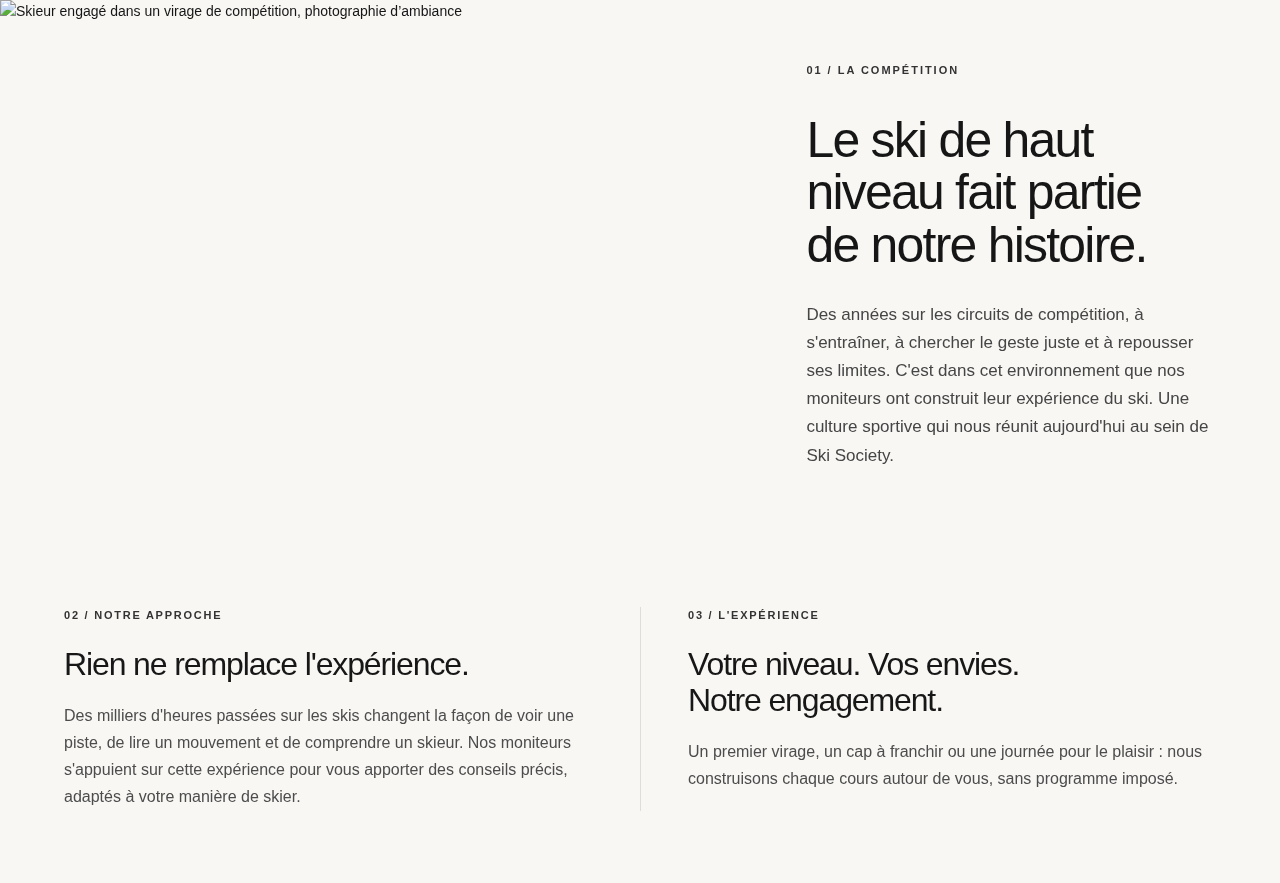 Skieur engagé dans un virage de compétition, photographie d’ambiance
01 / LA COMPÉTITION
Le ski de haut
niveau fait partie
de notre histoire.
Des années sur les circuits de compétition, à
s'entraîner, à chercher le geste juste et à repousser
ses limites. C'est dans cet environnement que nos
moniteurs ont construit leur expérience du ski. Une
culture sportive qui nous réunit aujourd'hui au sein de
Ski Society.
02 / NOTRE APPROCHE
Rien ne remplace l'expérience.
Des milliers d'heures passées sur les skis changent la façon de voir une
piste, de lire un mouvement et de comprendre un skieur. Nos moniteurs
s'appuient sur cette expérience pour vous apporter des conseils précis,
adaptés à votre manière de skier.
03 / L'EXPÉRIENCE
Votre niveau. Vos envies.
Notre engagement.
Un premier virage, un cap à franchir ou une journée pour le plaisir : nous
construisons chaque cours autour de vous, sans programme imposé.